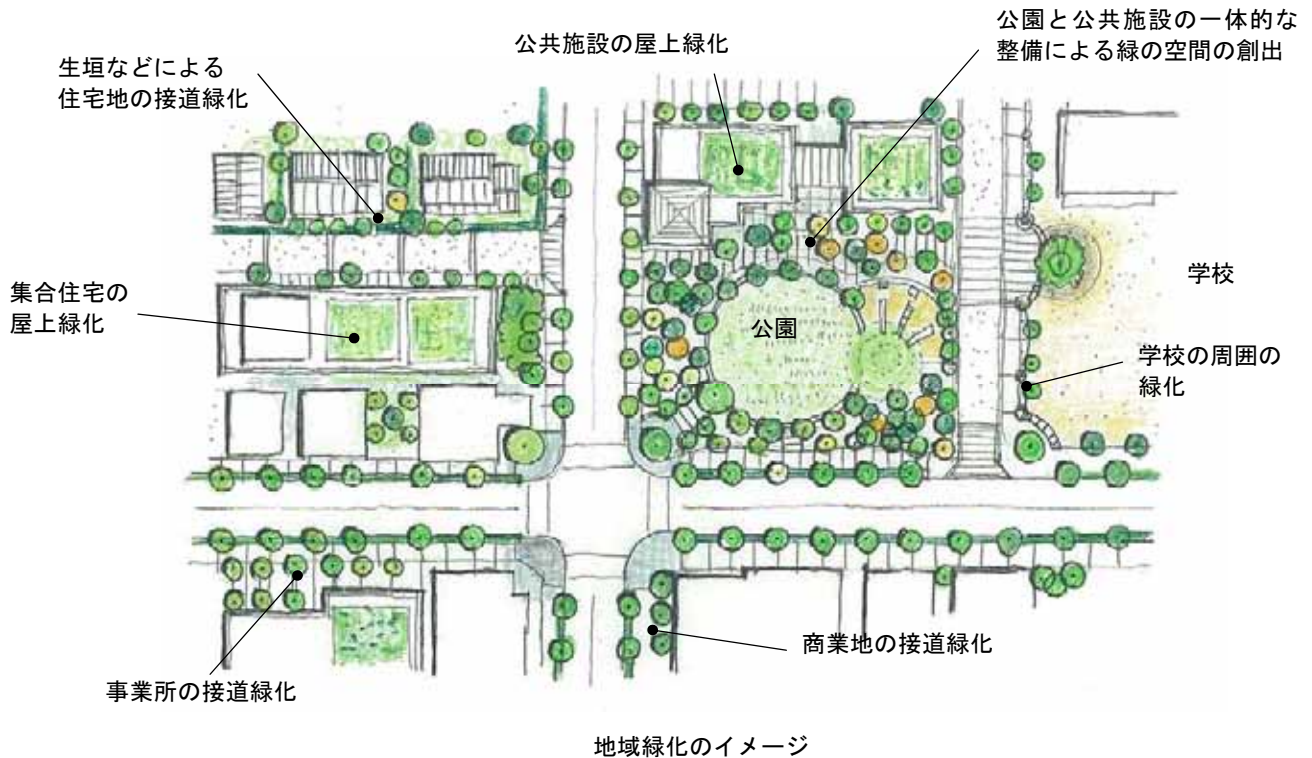 公園と公共施設の一体的な
整備による緑の空間の創出
公共施設の屋上緑化
生垣などによる
住宅地の接道緑化
集合住宅の
屋上緑化
公園
学校
学校の周囲の
緑化
商業地の接道緑化
事業所の接道緑化
地域緑化のイメージ